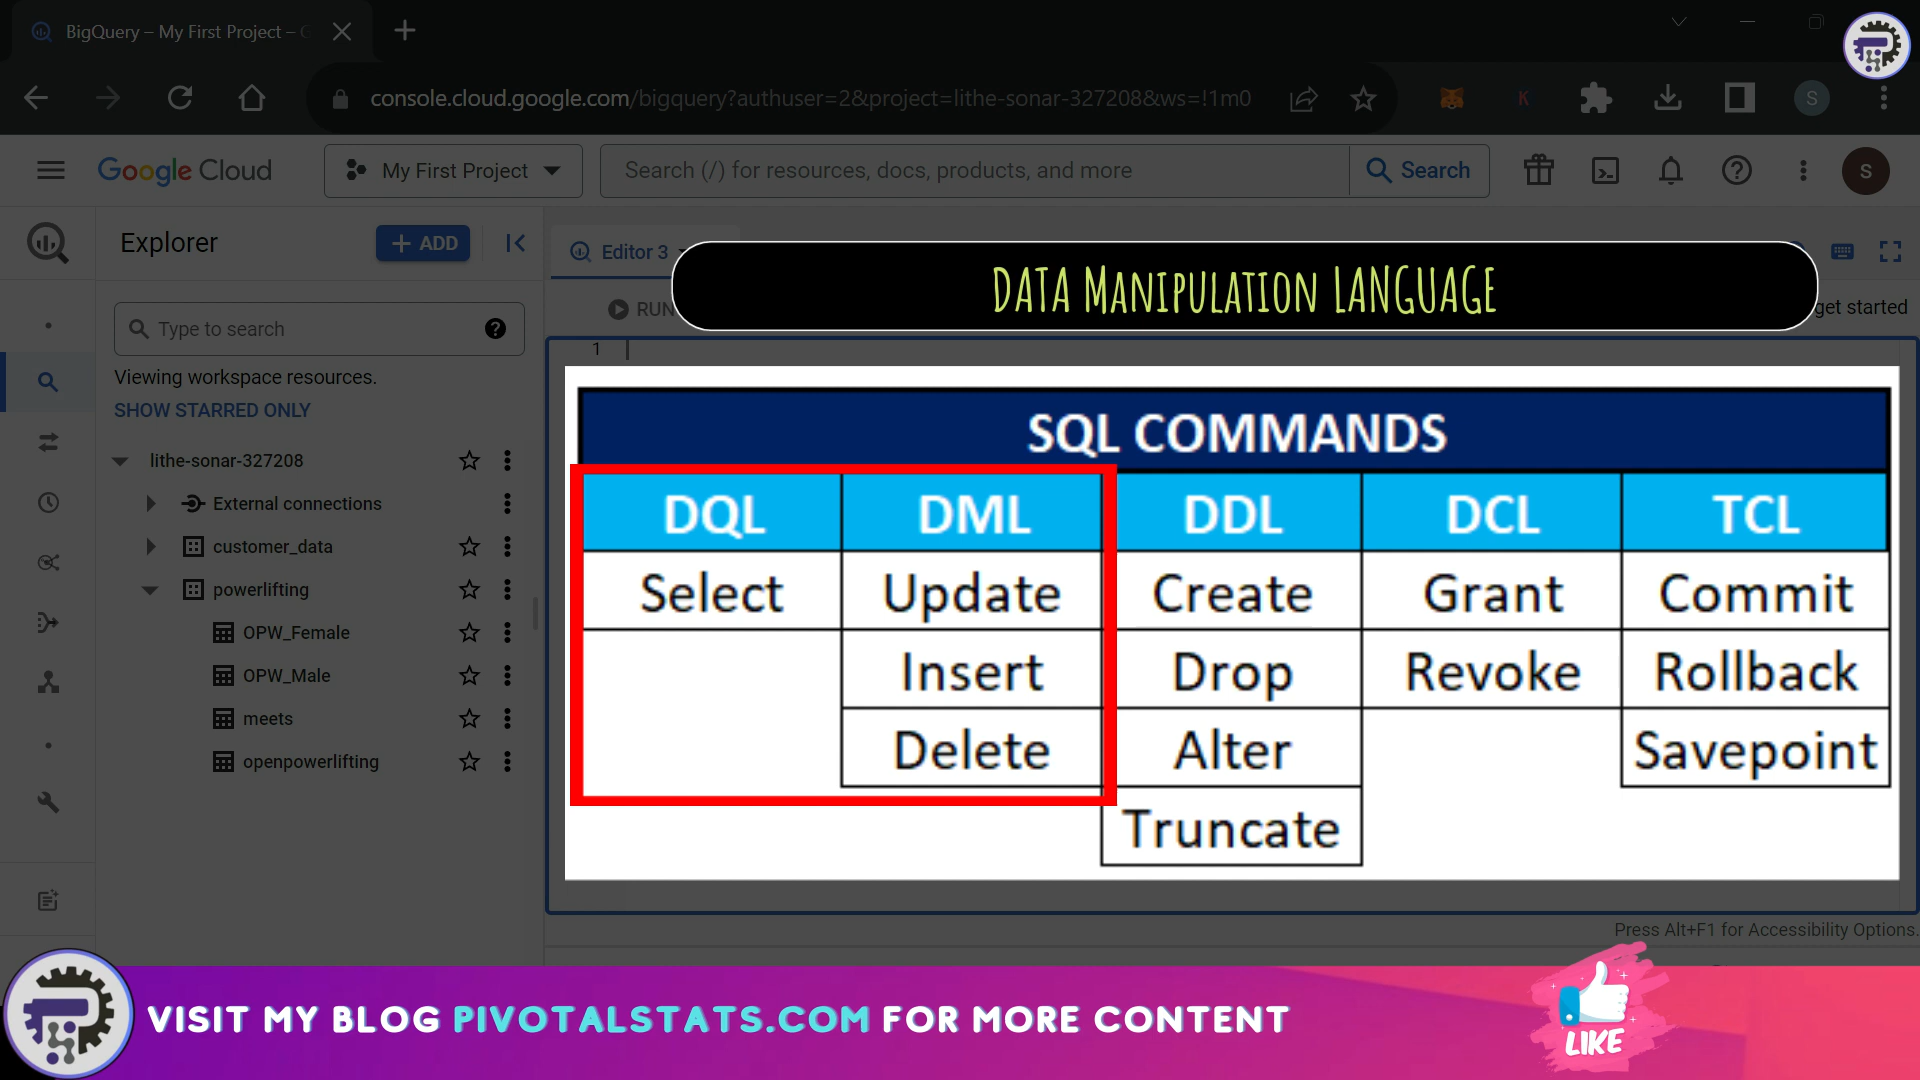 BigQuery – My First Project –
console.cloud.google.com/bigquery?authuser=2&project=lithe-sonar-327208&ws=!1m0
K
S
Google Cloud
My First Project
Search (/) for resources, docs, products, and more
Search
S
Explorer
+ ADD
Editor 3
DATA Manipulation LANGUAGE
RUN
get started
Type to search
1
Viewing workspace resources.
SHOW STARRED ONLY
lithe-sonar-327208
External connections
customer_data
powerlifting
OPW_Female
OPW_Male
meets
openpowerlifting
SQL COMMANDS
DQL DML DDL DCL TCL
Select Update Create Grant Commit
Insert Drop Revoke Rollback
Delete Alter Savepoint
Truncate
Press Alt+F1 for Accessibility Options.
VISIT MY BLOG PIVOTALSTATS.COM FOR MORE CONTENT
LIKE